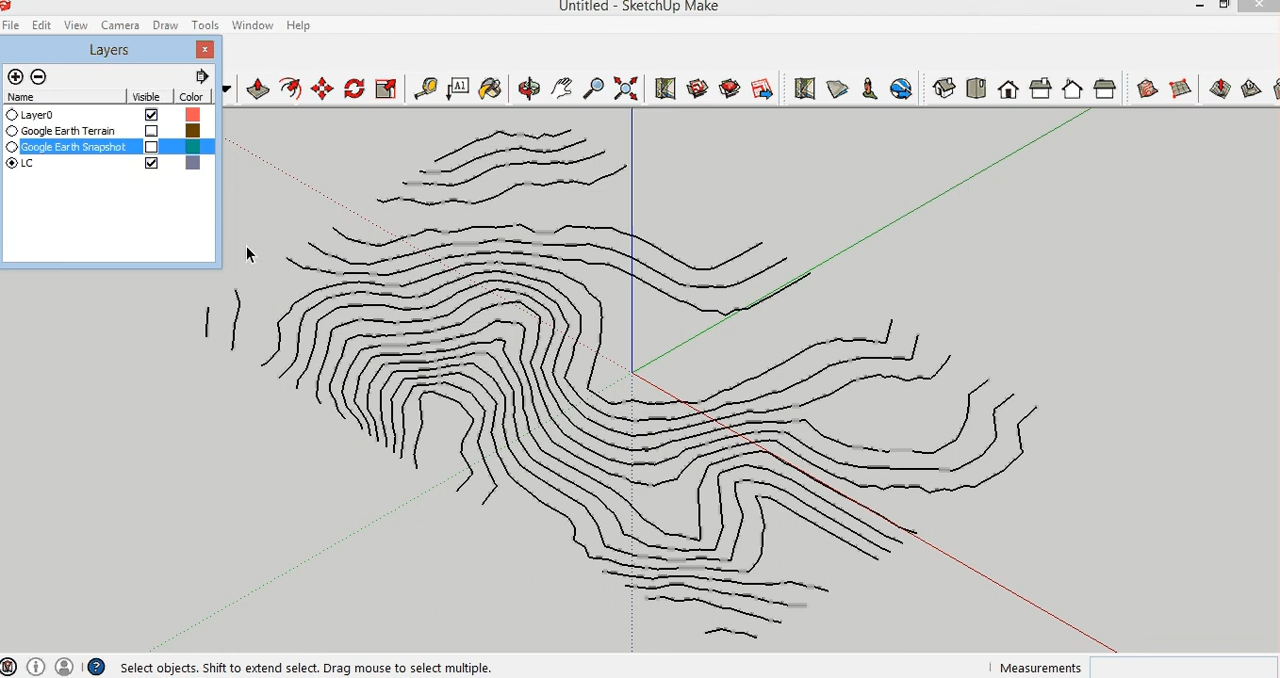 Untitled - SketchUp Make
File Edit View Camera Draw Tools Window Help
Layers
Name Visible Color
Layer0
Google Earth Terrain
Google Earth Snapshot
LC
A1
Select objects. Shift to extend select. Drag mouse to select multiple.
Measurements